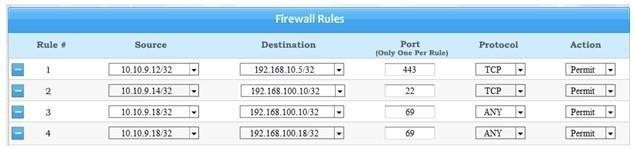 Firewall Rules
Rule # Source Destination Port Protocol Action
(Only One Per Rule)
1 10.10.9.12/32 192.168.10.5/32 443 TCP Permit
2 10.10.9.14/32 192.168.100.10/32 22 TCP Permit
3 10.10.9.18/32 192.168.100.10/32 69 ANY Permit
4 10.10.9.18/32 192.168.100.18/32 69 ANY Permit